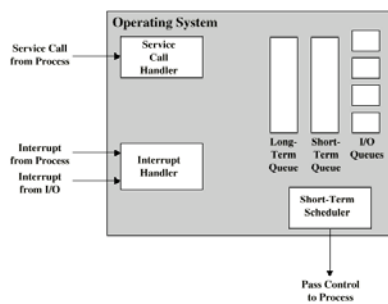 Operating System
Service Call
from Process
Service
Call
Handler
Interrupt
from Process
Interrupt
from I/O
Interrupt
Handler
Long-
Term
Queue
Short-
Term
Queue
I/O
Queues
Short-Term
Scheduler
Pass Control
to Process